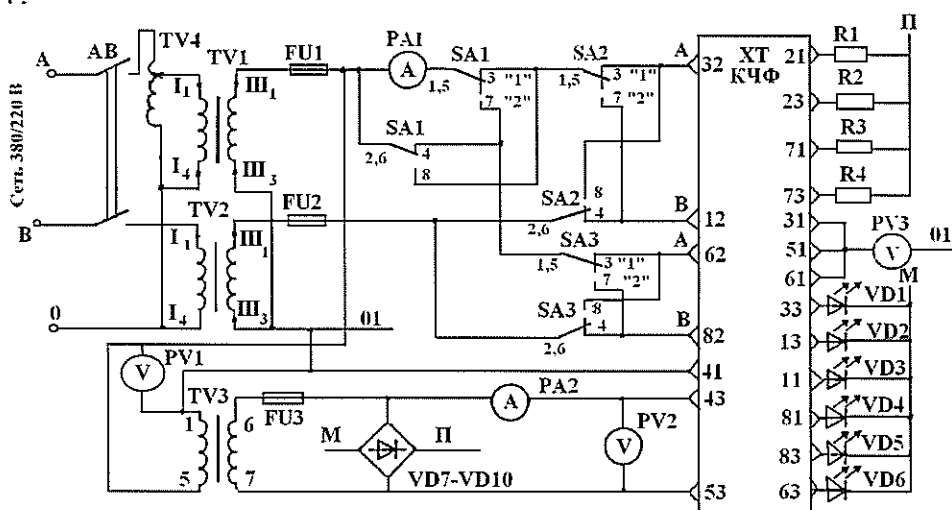 Сеть 380/220 В
A
АВ
TV4
I1
I4
TV1
III1
III3
FU1
PA1
A
SA1
1,5
3 "1"
7 "2"
SA2
1,5
3 "1"
7 "2"
A
32
SA1
2,6
4
8
B
TV2
I1
I4
III1
III3
FU2
SA2
2,6
8
4
B
12
SA3
1,5
3 "1"
7 "2"
A
62
SA3
2,6
8
4
B
82
0
01
PV1
V
41
TV3
1
5
6
7
FU3
М
П
VD7-VD10
PA2
A
PV2
V
43
53
ХТ
КЧФ
21
R1
П
23
R2
71
R3
73
R4
31
51
61
PV3
V
01
М
33
VD1
13
VD2
11
VD3
81
VD4
83
VD5
63
VD6